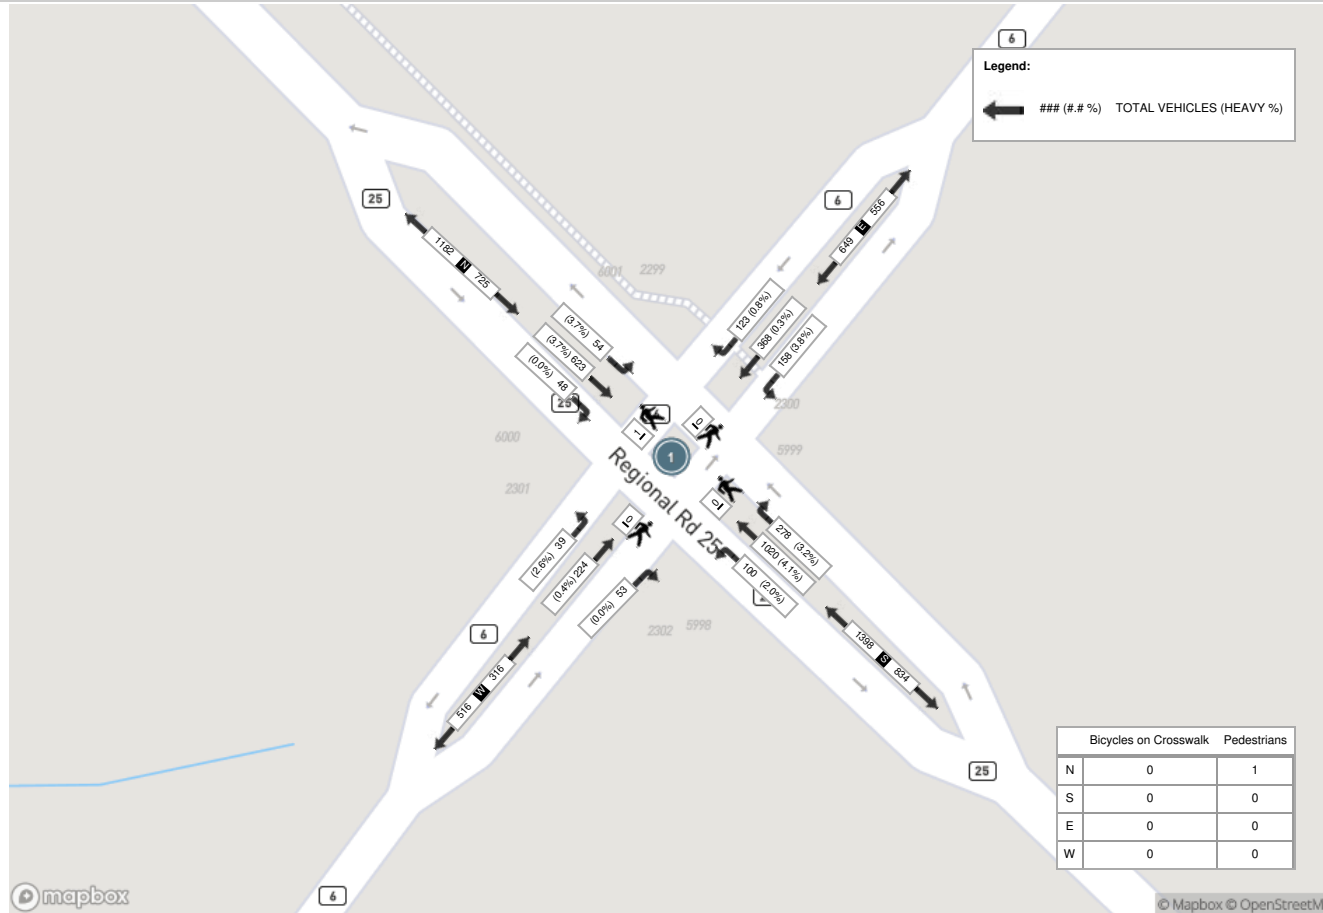 6
Legend:
### (#.# %) TOTAL VEHICLES (HEAVY %)
25
6
1182 N 725
649 E 556
6001 2299
(3.7%) 54
(3.7%) 623
(0.0%) 48
123 (0.8%)
368 (0.3%)
158 (3.8%)
25
2300
1
0
6000
5999
1
2301
Regional Rd 25
0
0
278 (3.2%)
1020 (4.1%)
100 (2.0%)
(2.6%) 39
(0.4%) 224
(0.0%) 53
2302 5998
6
516 W 316
1398 S 834
25
Bicycles on Crosswalk Pedestrians
N 0 1
S 0 0
E 0 0
W 0 0
6
mapbox
© Mapbox © OpenStreetM